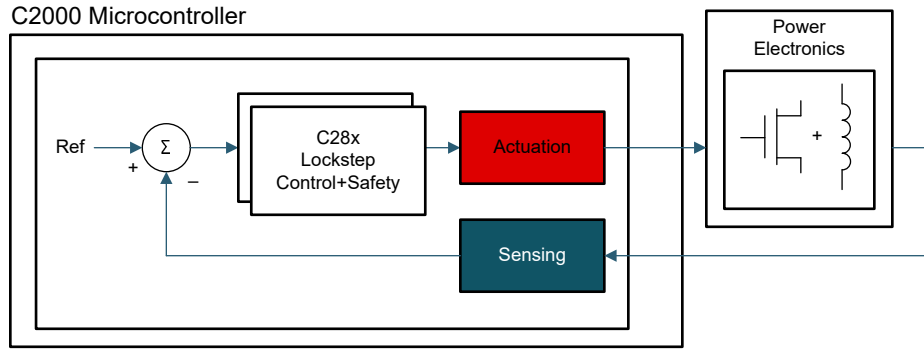 C2000 Microcontroller
Power
Electronics
Ref
+
Σ
–
C28x
Lockstep
Control+Safety
Actuation
+
Sensing